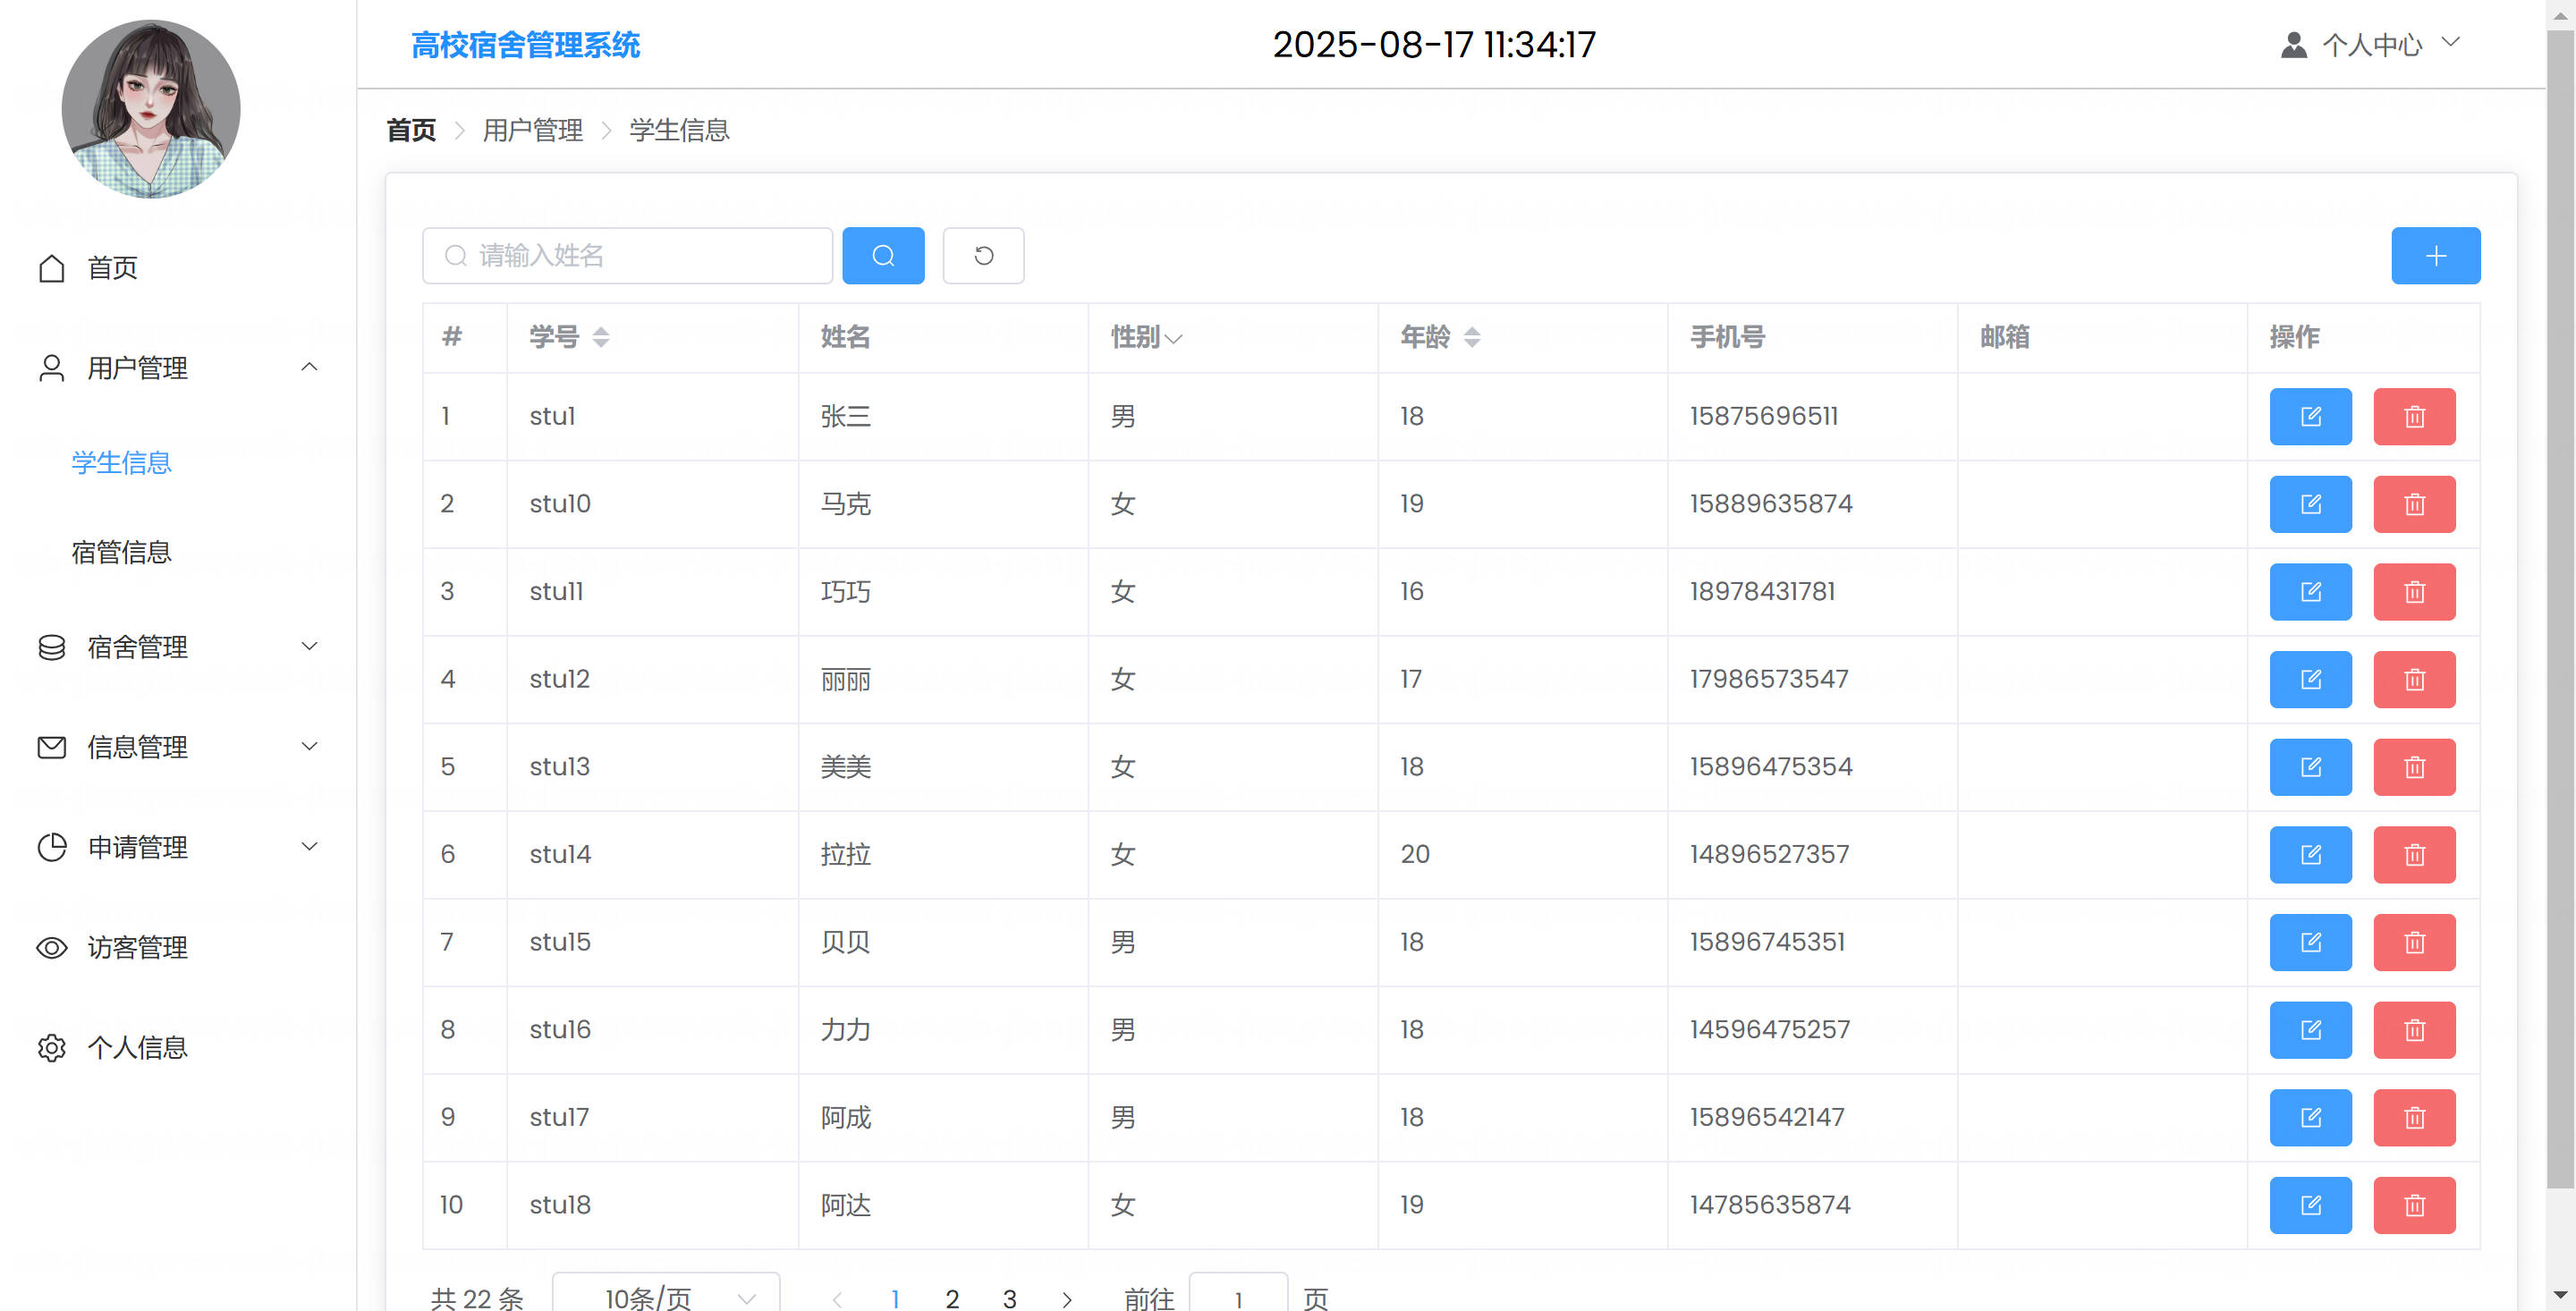 高校宿舍管理系统
2025-08-17 11:34:17
个人中心
首页
用户管理
学生信息
宿管信息
宿舍管理
信息管理
申请管理
访客管理
个人信息
首页 > 用户管理 > 学生信息
请输入姓名
# 学号 姓名 性别 年龄 手机号 邮箱 操作
1 stu1 张三 男 18 15875696511
2 stu10 马克 女 19 15889635874
3 stu11 巧巧 女 16 18978431781
4 stu12 丽丽 女 17 17986573547
5 stu13 美美 女 18 15896475354
6 stu14 拉拉 女 20 14896527357
7 stu15 贝贝 男 18 15896745351
8 stu16 力力 男 18 14596475257
9 stu17 阿成 男 18 15896542147
10 stu18 阿达 女 19 14785635874
共 22 条 10条/页 1 2 3 前往 1 页